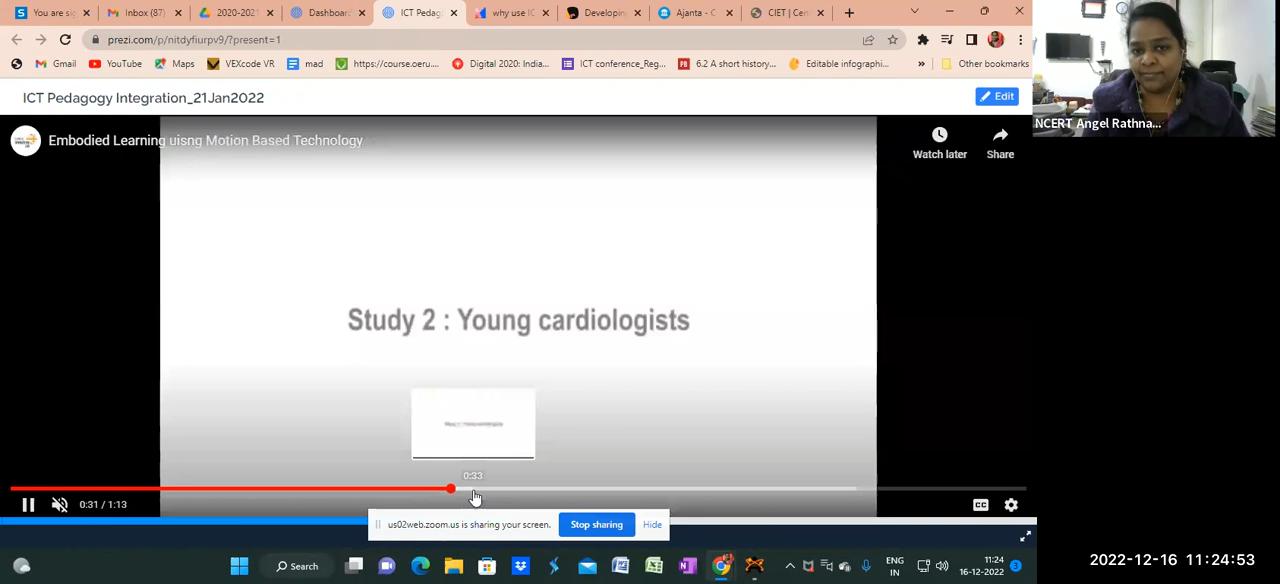 You are sig
Inbox (87)
2020-2021
Dashboard
ICT Pedag
why use IC
Developin
Ajanta - C
CIET | Cen
prezi.com/p/nitdyfiurpv9/?present=1
Gmail
YouTube
Maps
VEXcode VR
mad
https://course.oeru....
Digital 2020: India...
ICT conference_Reg...
6.2 A short history...
Editable infographi...
»
Other bookmarks
ICT Pedagogy Integration_21Jan2022
Edit
NCERT Angel Rathna...
Embodied Learning uisng Motion Based Technology
Watch later
Share
Study 2 : Young cardiologists
0:33
0:31 / 1:13
CC
us02web.zoom.us is sharing your screen.
Stop sharing
Hide
Search
ENG
IN
11:24
16-12-2022
3
2022-12-16 11:24:53